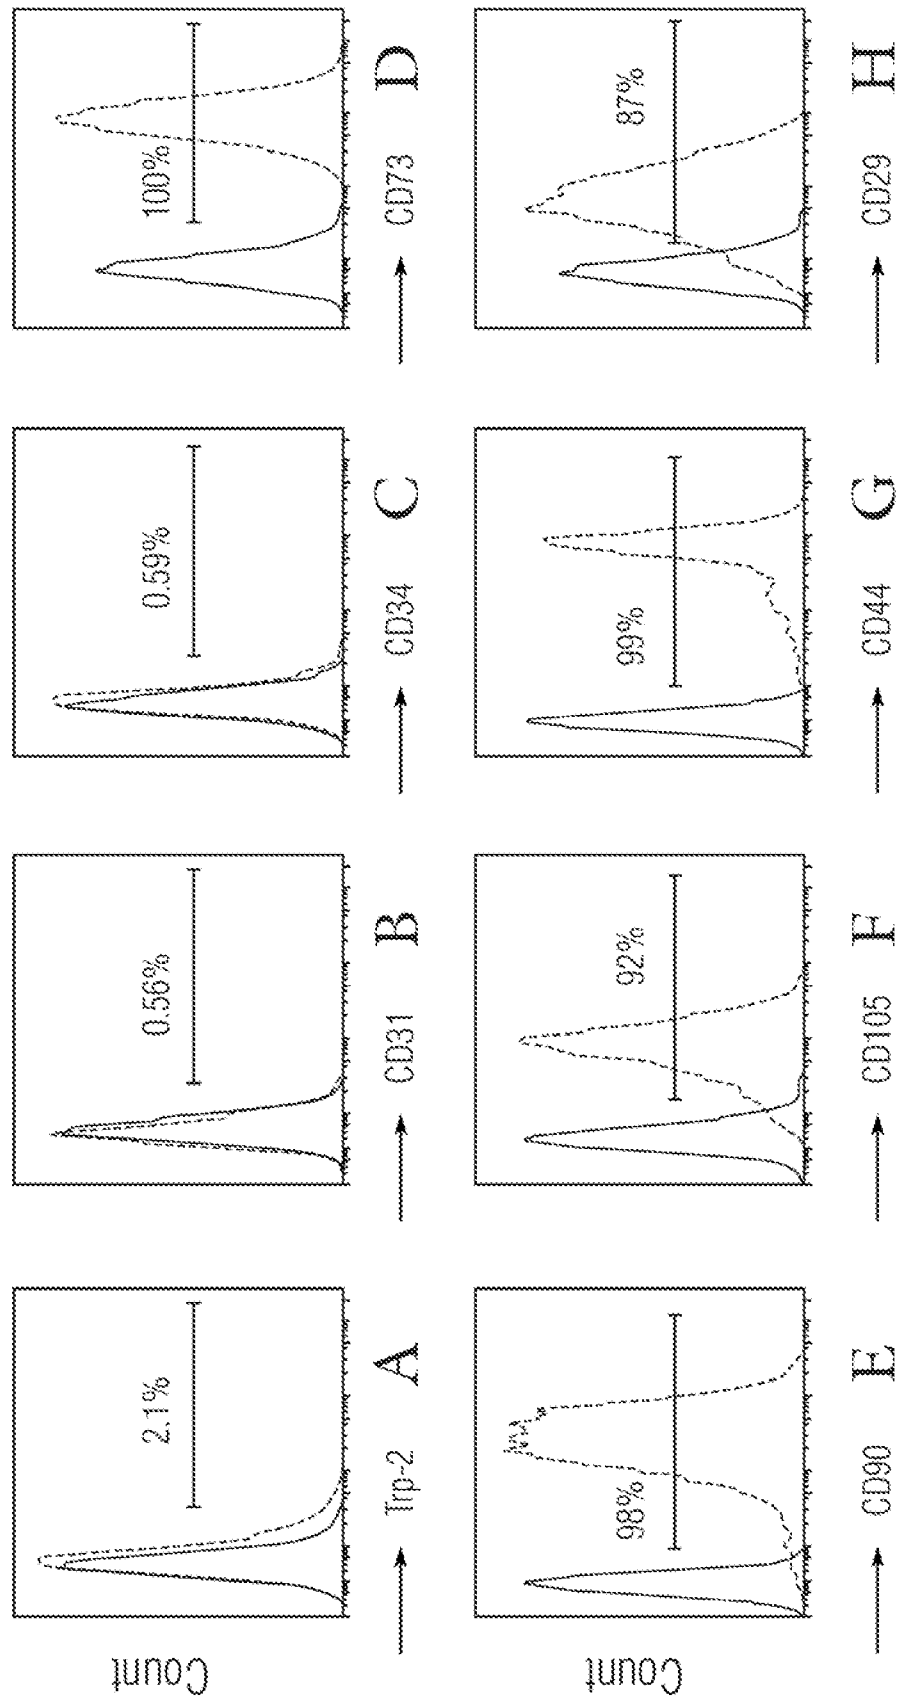 Count
2.1%
Trp-2
A
0.56%
CD31
B
0.59%
CD34
C
100%
CD73
D
Count
98%
CD90
E
92%
CD105
F
99%
CD44
G
87%
CD29
H